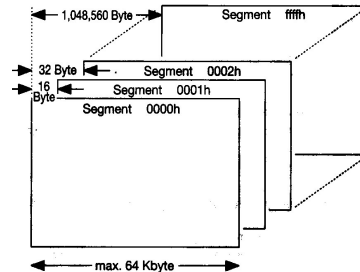 1,048,560 Byte
Segment ffffh
32 Byte
Segment 0002h
16
Byte
Segment 0001h
Segment 0000h
max. 64 Kbyte